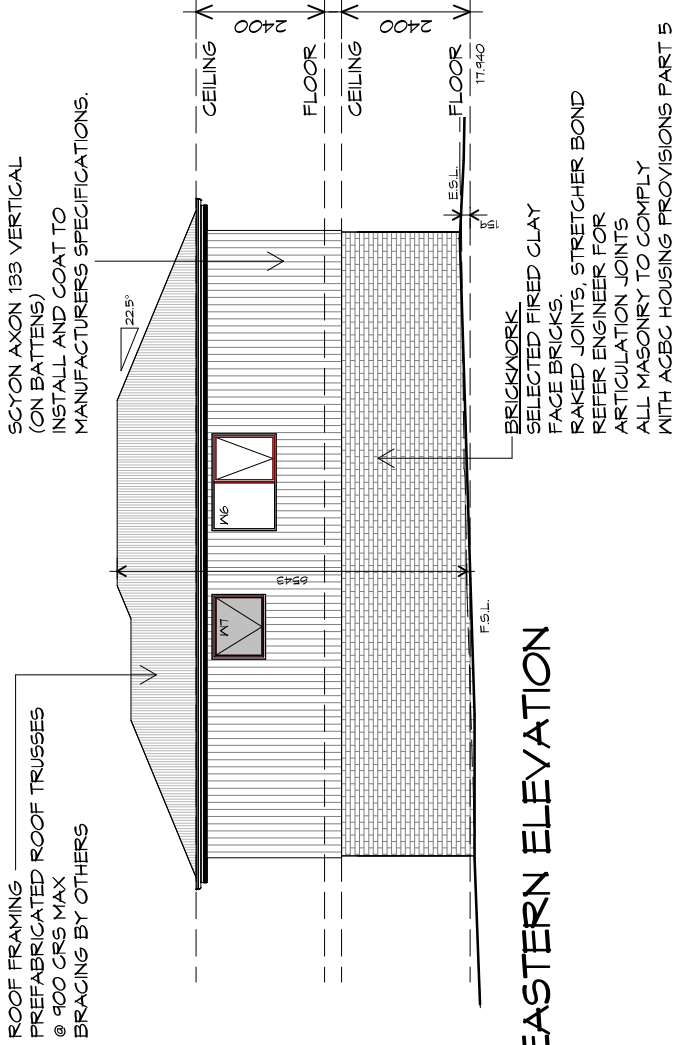 ROOF FRAMING
PREFABRICATED ROOF TRUSSES
@ 900 CRS MAX
BRACING BY OTHERS
SCYON AXON 133 VERTICAL
(ON BATTENS)
INSTALL AND COAT TO
MANUFACTURERS SPECIFICATIONS.
22.5°
CEILING
2400
FLOOR
CEILING
2400
FLOOR
17.940
W7
W6
6543
E.S.L.
154
F.S.L.
BRICKWORK
SELECTED FIRED CLAY
FACE BRICKS.
RAKED JOINTS, STRETCHER BOND
REFER ENGINEER FOR
ARTICULATION JOINTS
ALL MASONRY TO COMPLY
WITH ACBC HOUSING PROVISIONS PART 5
EASTERN ELEVATION